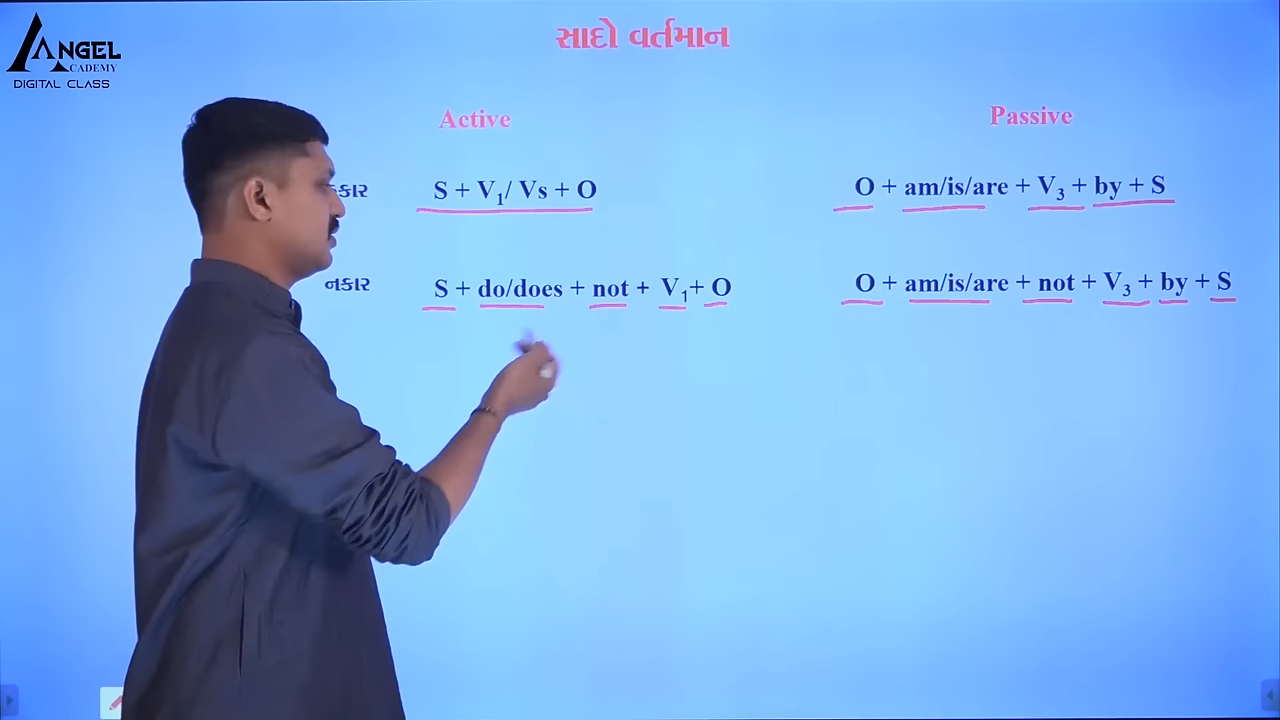 ANGEL
ACADEMY
DIGITAL CLASS
સાદો વર્તમાન
Active Passive
S + V₁/ Vs + O O + am/is/are + V₃ + by + S
નકાર S + do/does + not + V₁+ O O + am/is/are + not + V₃ + by + S